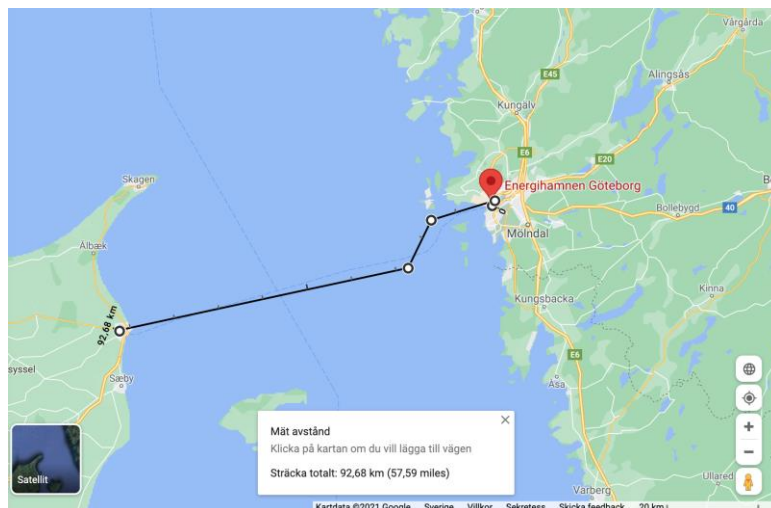 Vårgårda
E45
Alingsås
Kungälv
E6
E20
Skagen
Energihamnen Göteborg
0
Bollebygd
40
Ålbæk
Mölndal
Kinna
Kungsbacka
92,68 km
E6
syssel
Sæby
Åsa
Mät avstånd
Klicka på kartan om du vill lägga till vägen
Sträcka totalt: 92,68 km (57,59 miles)
Satellit
Ullared
Varberg
Kartdata ©2021 Google Sverige Villkor Sekretess Skicka feedback 20 km